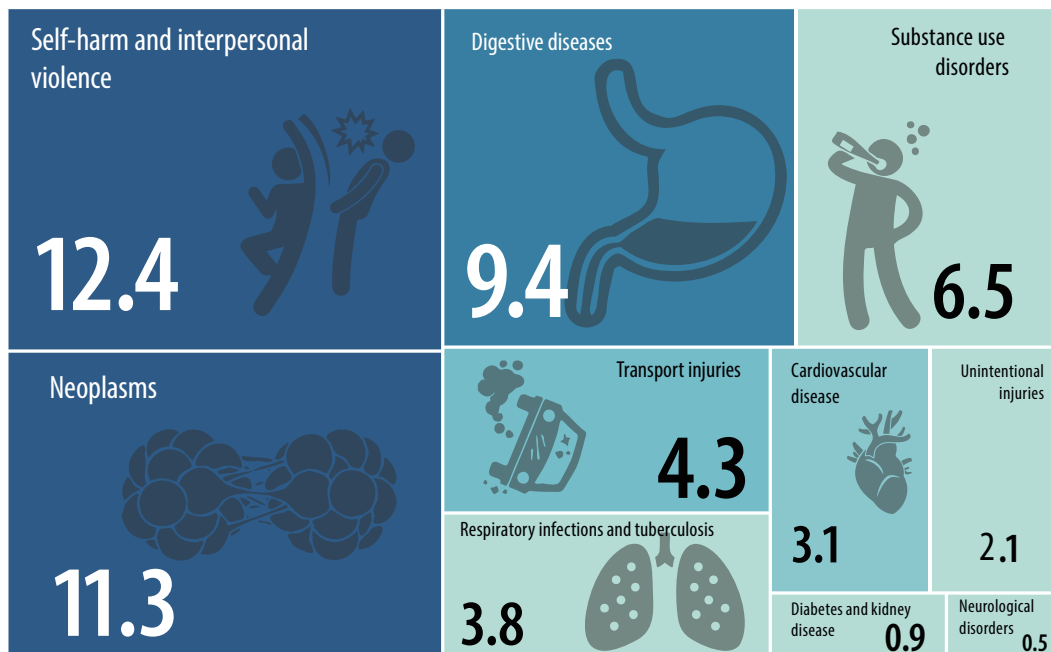 Self-harm and interpersonal
violence
12.4
Digestive diseases
9.4
Substance use
disorders
6.5
Neoplasms
11.3
Transport injuries
4.3
Respiratory infections and tuberculosis
3.8
Cardiovascular
disease
3.1
Unintentional
injuries
2.1
Diabetes and kidney
disease
0.9
Neurological
disorders
0.5